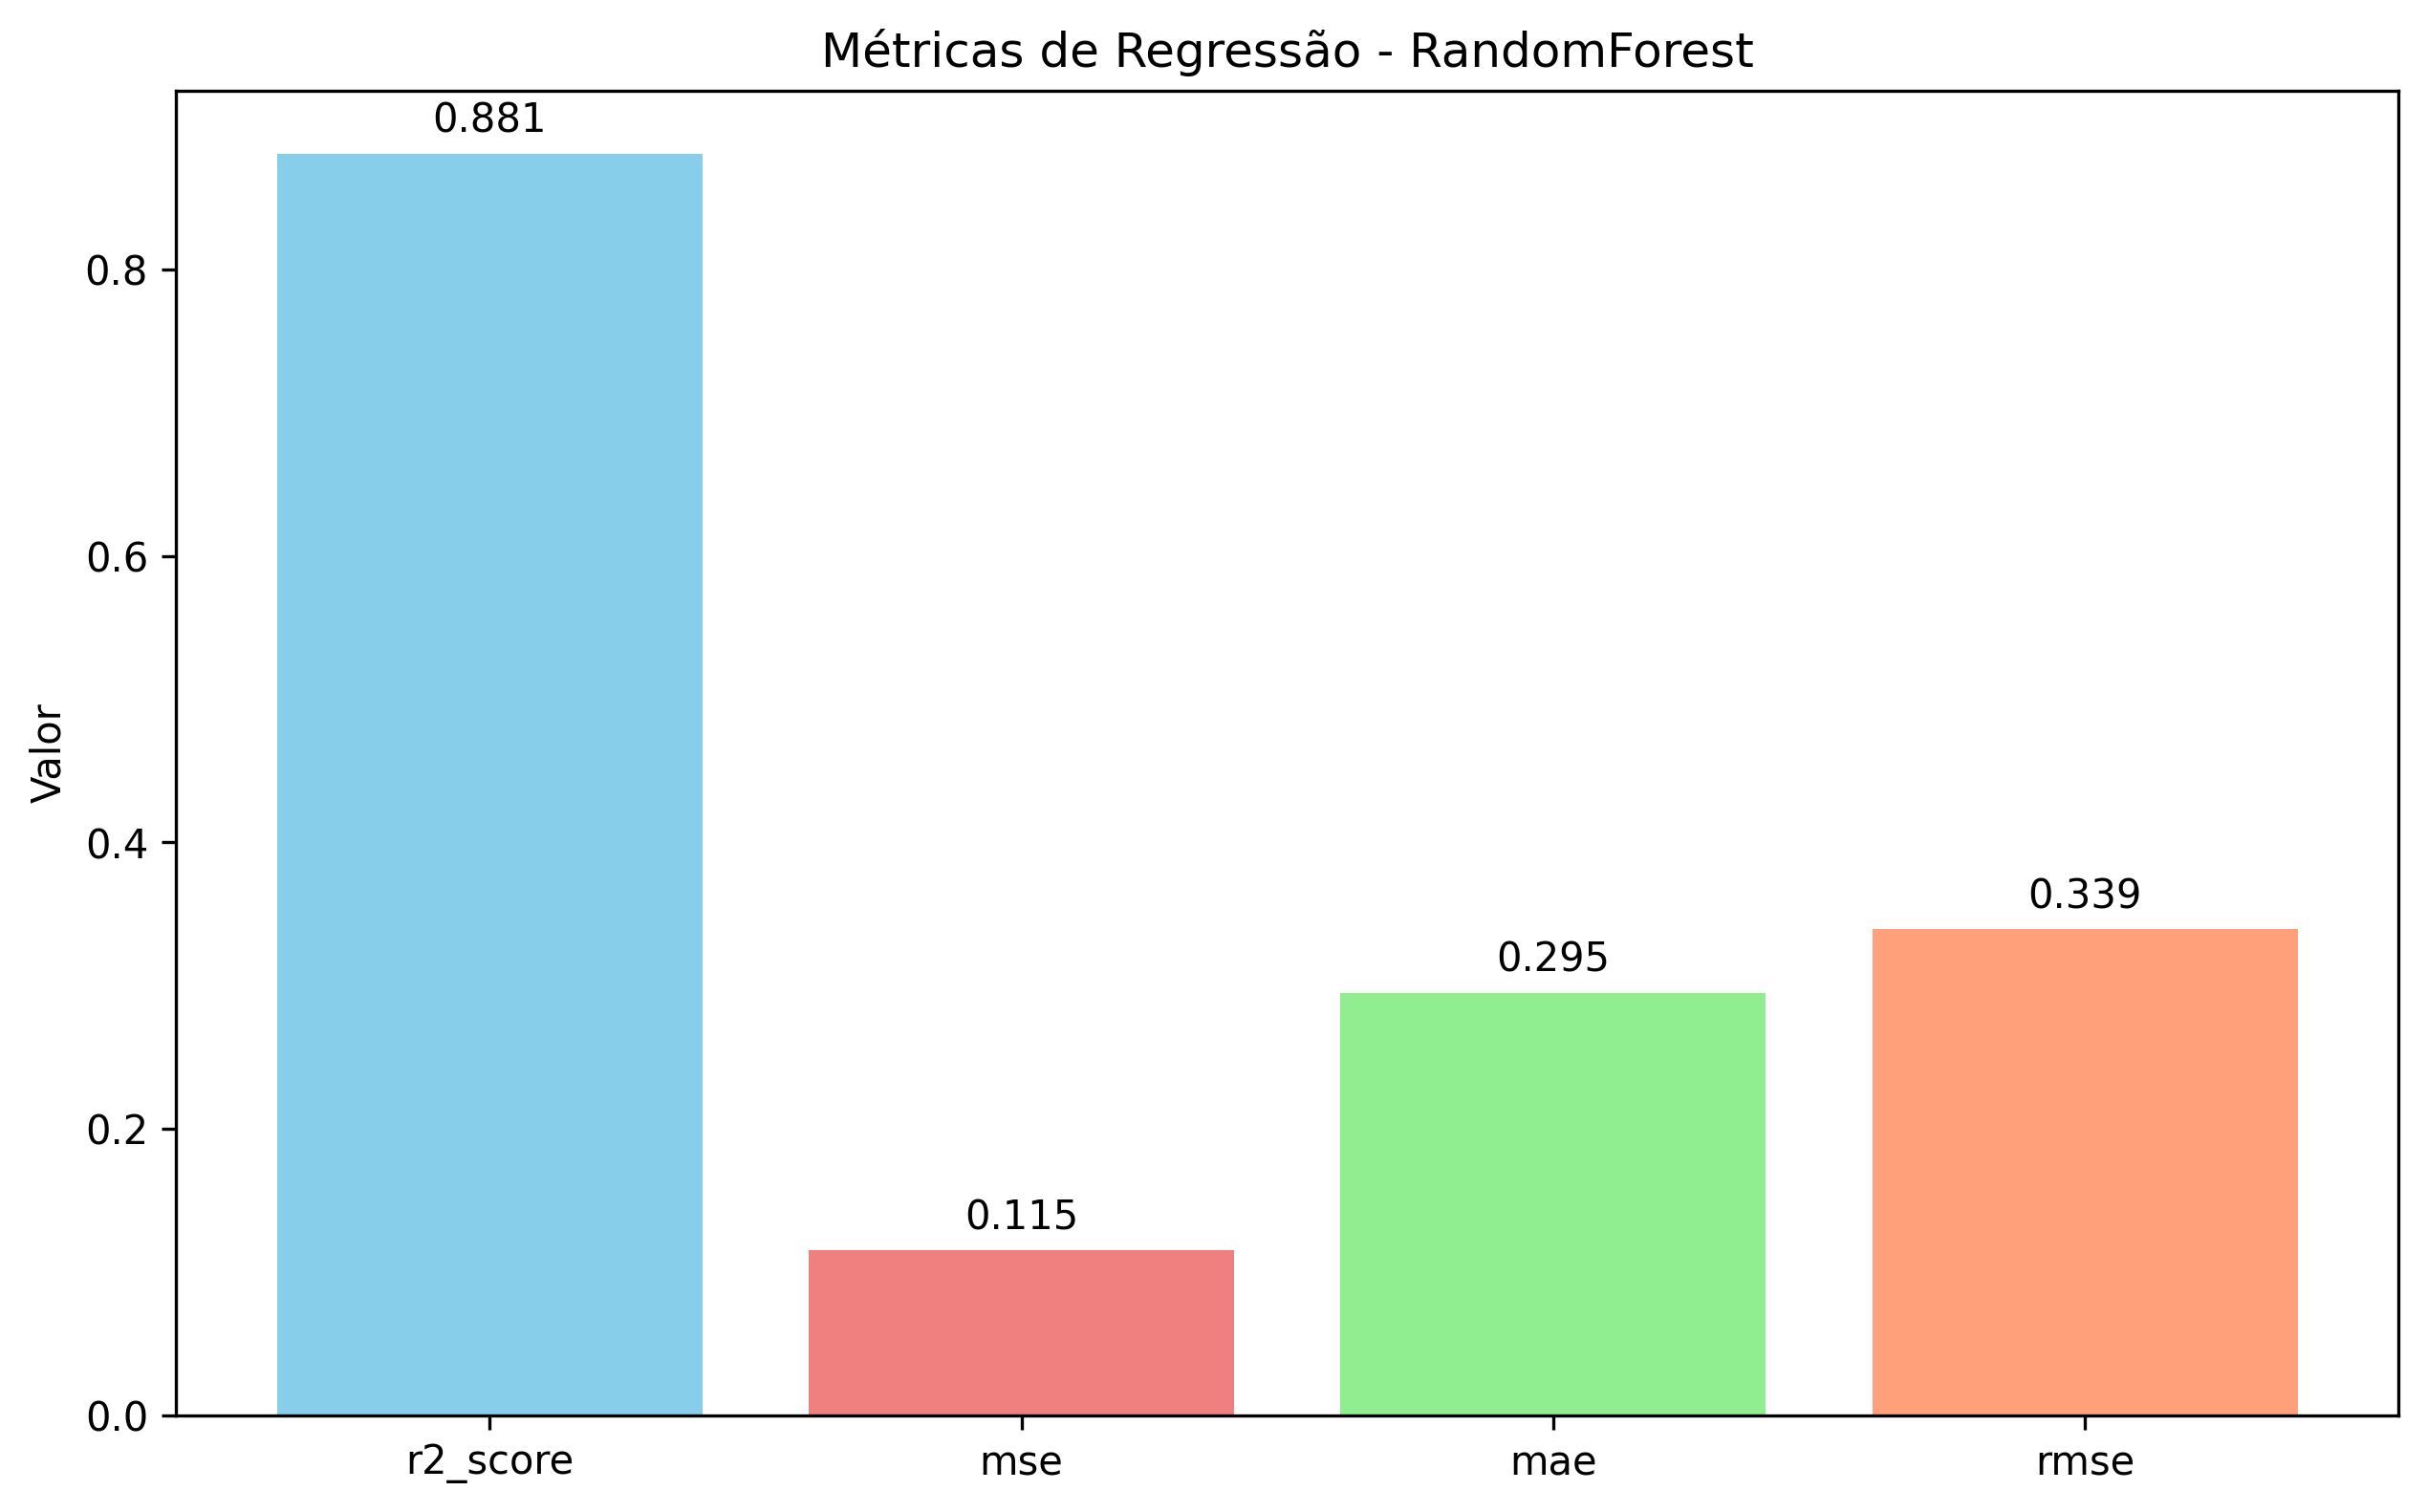 Métricas de Regressão - RandomForest
0.881
0.8
0.6
Valor
0.4
0.339
0.295
0.2
0.115
0.0
r2_score
mse
mae
rmse